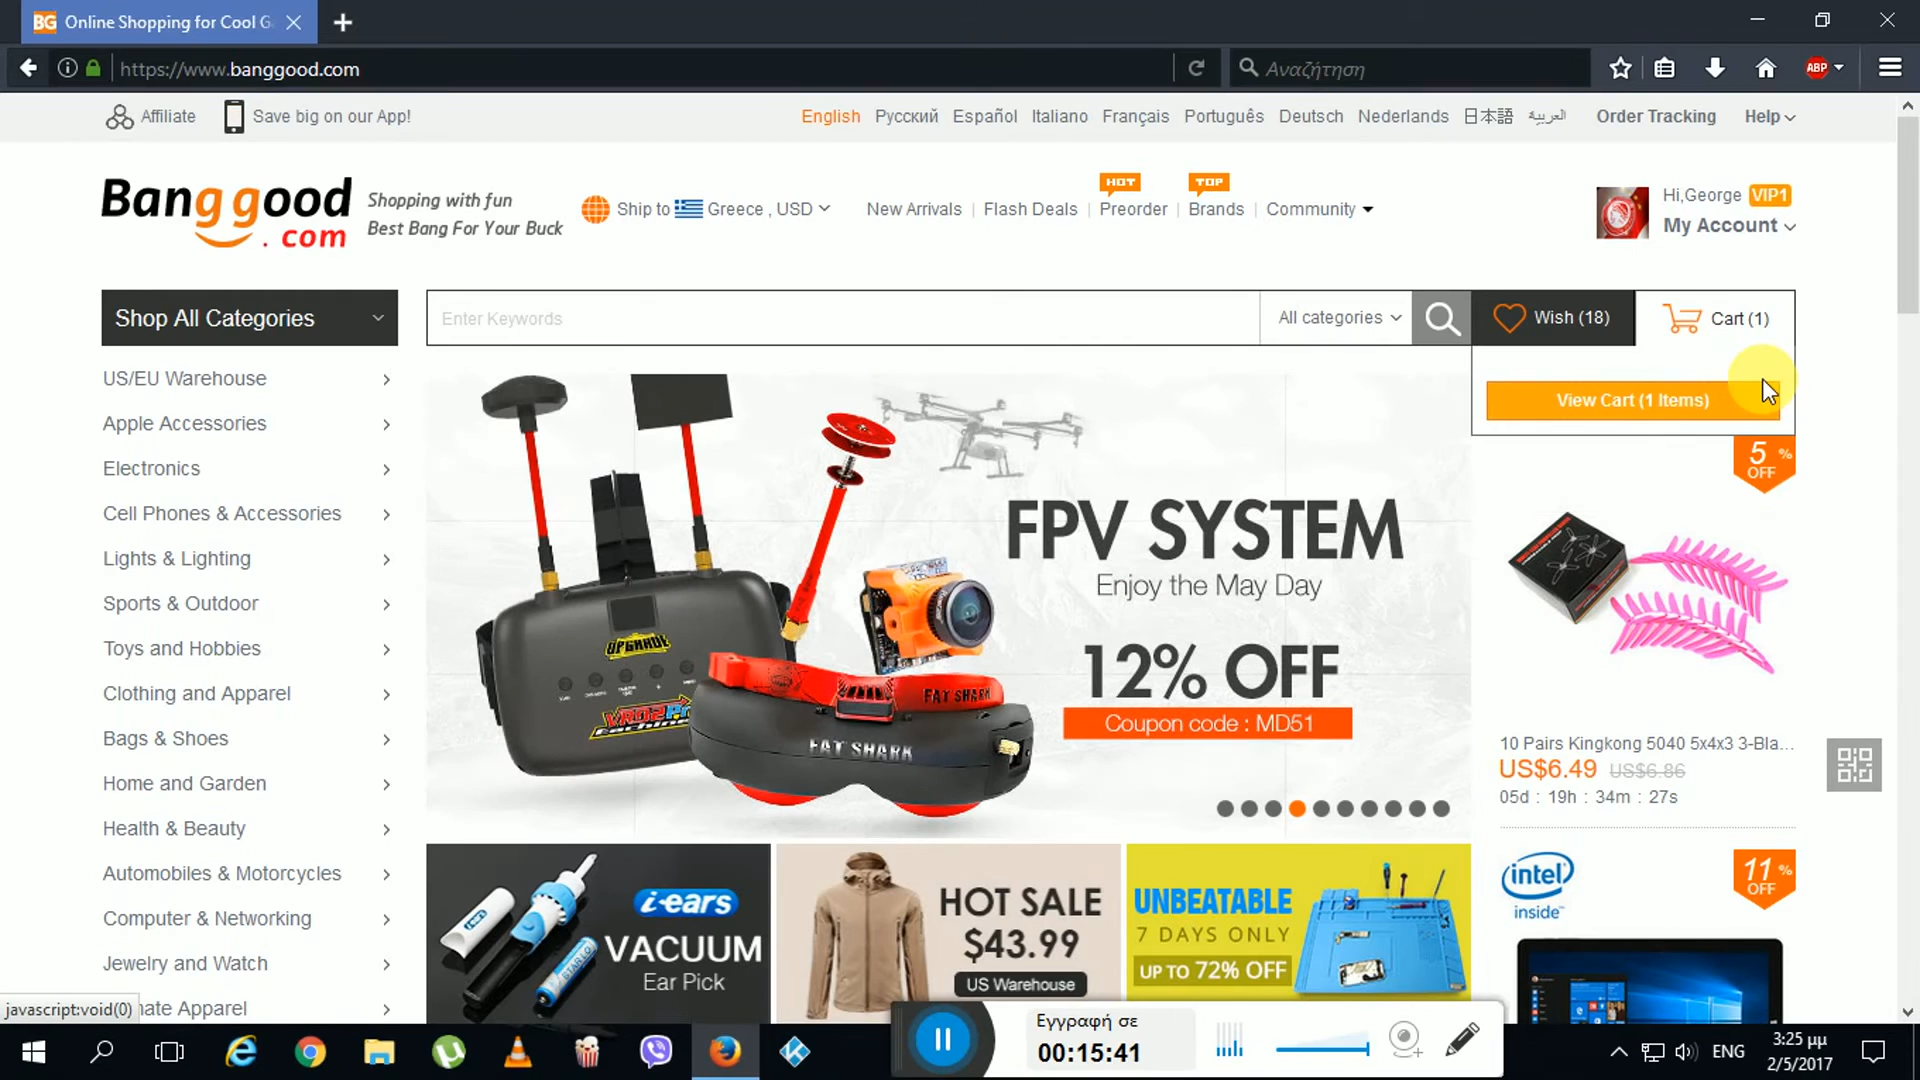 BG Online Shopping for Cool G
https://www.banggood.com
Αναζήτηση
ABP
Affiliate
Save big on our App!
English Русский Español Italiano Français Português Deutsch Nederlands 日本語 العربية
Order Tracking
Help
Banggood
.com
Shopping with fun
Best Bang For Your Buck
Ship to Greece , USD
New Arrivals
Flash Deals
HOT
Preorder
TOP
Brands
Community
Hi,George VIP1
My Account
Shop All Categories
Enter Keywords
All categories
Wish (18)
Cart (1)
View Cart (1 Items)
US/EU Warehouse
Apple Accessories
Electronics
Cell Phones & Accessories
Lights & Lighting
Sports & Outdoor
Toys and Hobbies
Clothing and Apparel
Bags & Shoes
Home and Garden
Health & Beauty
Automobiles & Motorcycles
Computer & Networking
Jewelry and Watch
nate Apparel
javascript:void(0)
FPV SYSTEM
Enjoy the May Day
12% OFF
Coupon code : MD51
UPGRADE
FAT SHARK
FAT SHARK
5 %
OFF
10 Pairs Kingkong 5040 5x4x3 3-Bla...
US$6.49 US$6.86
05d : 19h : 34m : 27s
intel
inside
11 %
OFF
i-ears
VACUUM
Ear Pick
HOT SALE
$43.99
US Warehouse
UNBEATABLE
7 DAYS ONLY
UP TO 72% OFF
Εγγραφή σε
00:15:41
ENG
3:25 μμ
2/5/2017